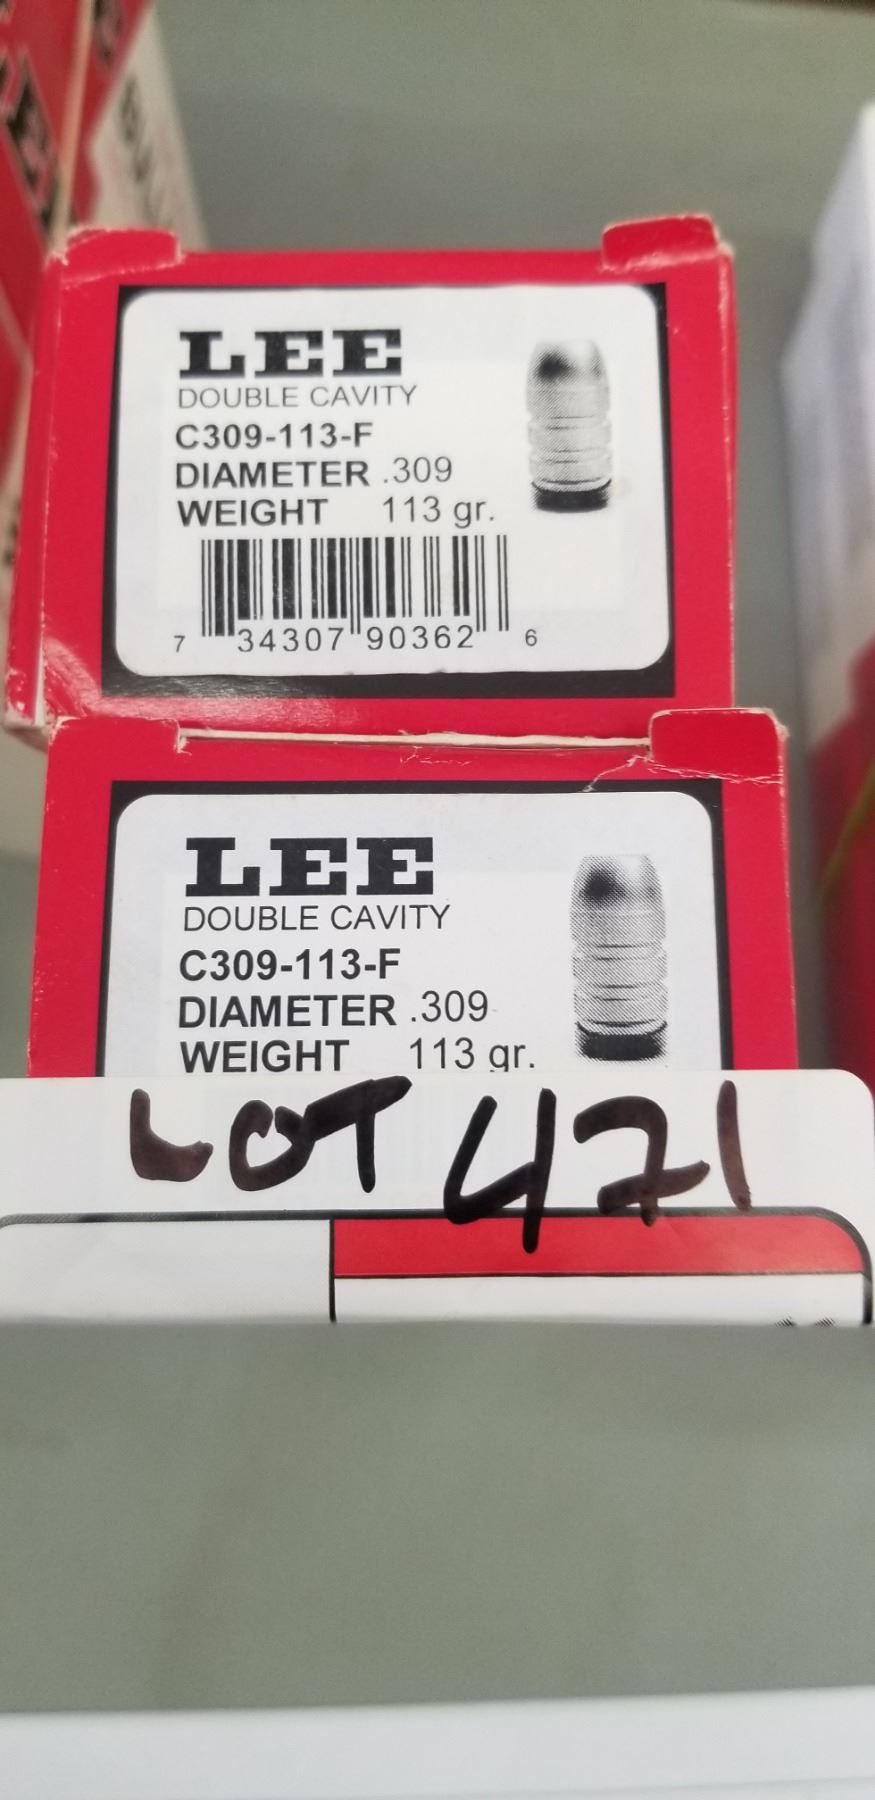 LEE
DOUBLE CAVITY
C309-113-F
DIAMETER .309
WEIGHT 113 gr.
7 34307 90362 6
LEE
DOUBLE CAVITY
C309-113-F
DIAMETER .309
WEIGHT 113 gr.
LOT 471